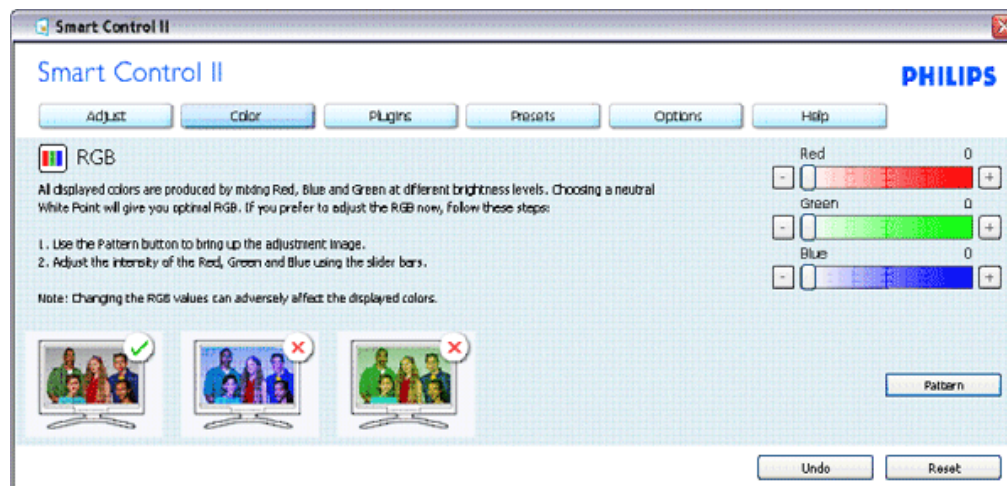 Smart Control II
Smart Control II
PHILIPS
Adjust Color Plugins Presets Options Help
RGB
All displayed colors are produced by mixing Red, Blue and Green at different brightness levels. Choosing a neutral
White Point will give you optimal RGB. If you prefer to adjust the RGB now, follow these steps:
1. Use the Pattern button to bring up the adjustment image.
2. Adjust the intensity of the Red, Green and Blue using the slider bars.
Note: Changing the RGB values can adversely affect the displayed colors.
Red 0
- +
Green 0
- +
Blue 0
- +
Pattern
Undo Reset